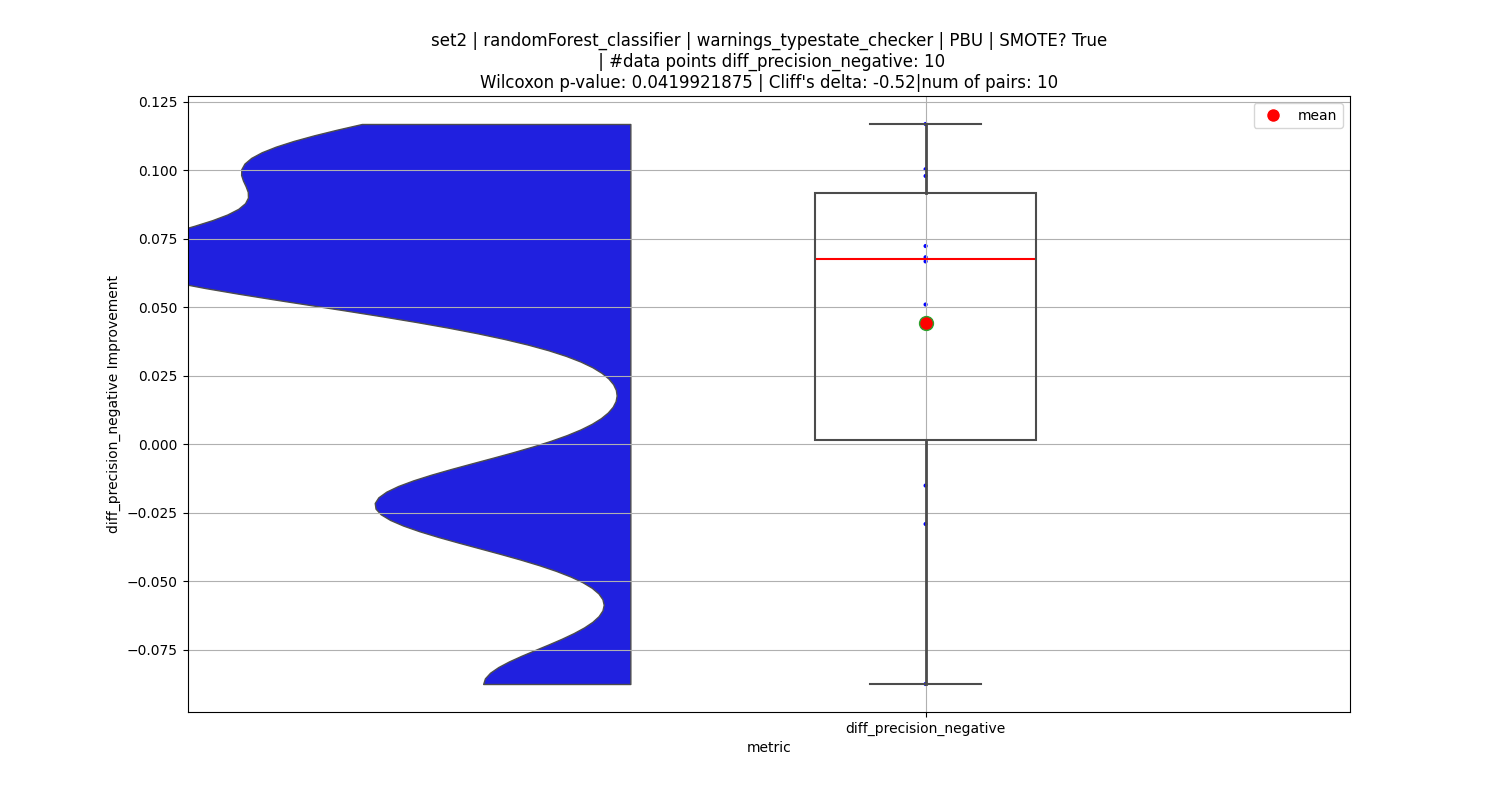 set2 | randomForest_classifier | warnings_typestate_checker | PBU | SMOTE? True
| #data points diff_precision_negative: 10
Wilcoxon p-value: 0.0419921875 | Cliff's delta: -0.52|num of pairs: 10
mean
0.125
0.100
0.075
0.050
0.025
0.000
−0.025
−0.050
−0.075
diff_precision_negative Improvement
diff_precision_negative
metric